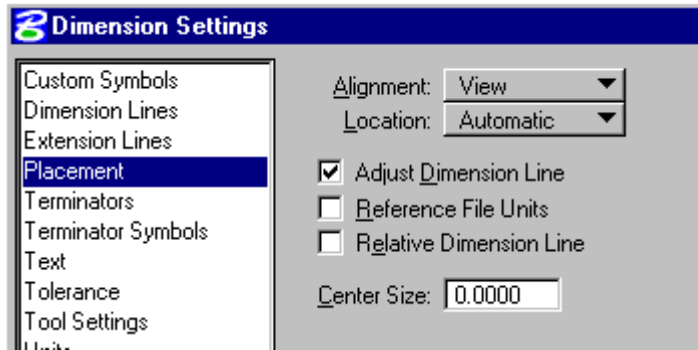 Dimension Settings
Custom Symbols
Dimension Lines
Extension Lines
Placement
Terminators
Terminator Symbols
Text
Tolerance
Tool Settings
Units
Alignment: View
Location: Automatic
Adjust Dimension Line
Reference File Units
Relative Dimension Line
Center Size: 0.0000